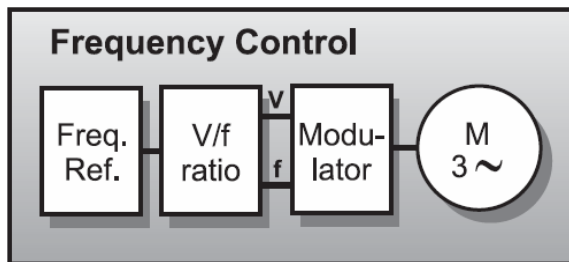 Frequency Control
Freq.
Ref.
V/f
ratio
V
f
Modu-
lator
M
3 ~